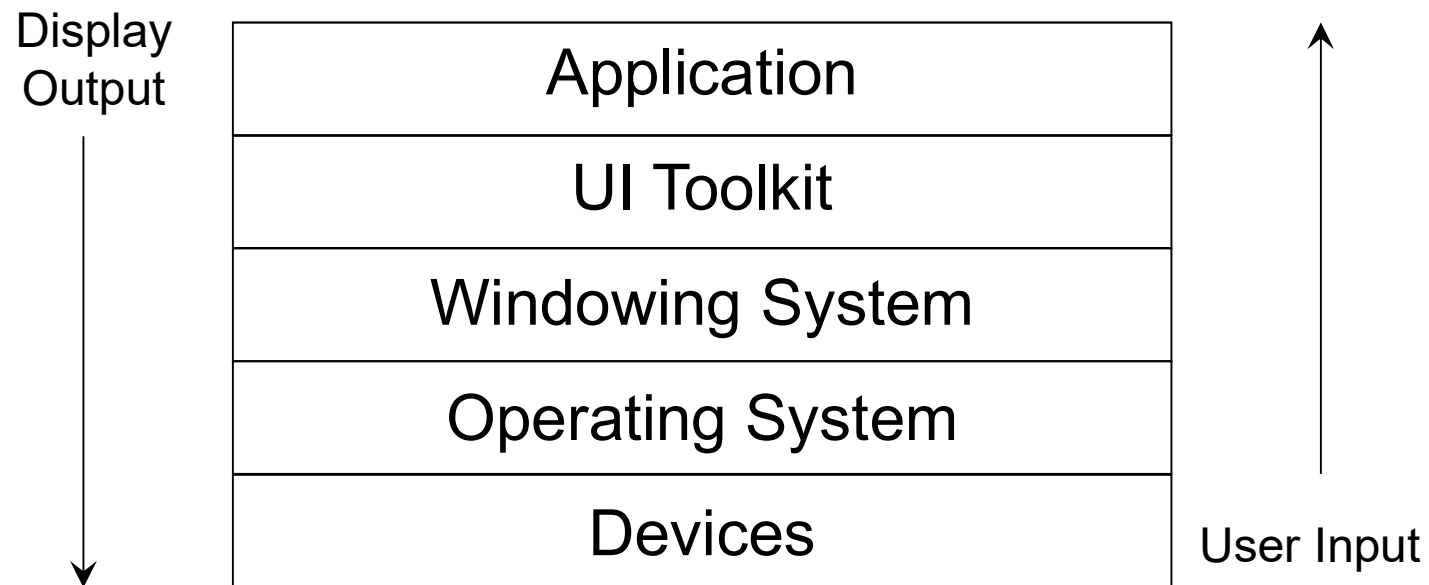 Display
Output
Application
UI Toolkit
Windowing System
Operating System
Devices
User Input